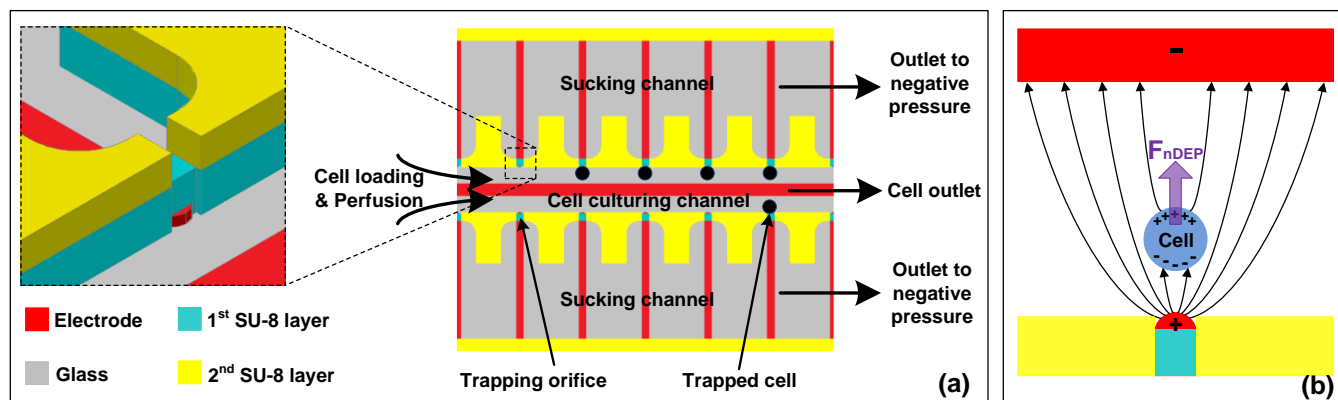 Sucking channel
Outlet to
negative
pressure
Cell loading
& Perfusion
Cell outlet
Cell culturing channel
Sucking channel
Outlet to
negative
pressure
Electrode
1st SU-8 layer
Glass
2nd SU-8 layer
Trapping orifice
Trapped cell
(a)
-
FnDEP
+ + + + +
Cell
- - - - -
+
(b)